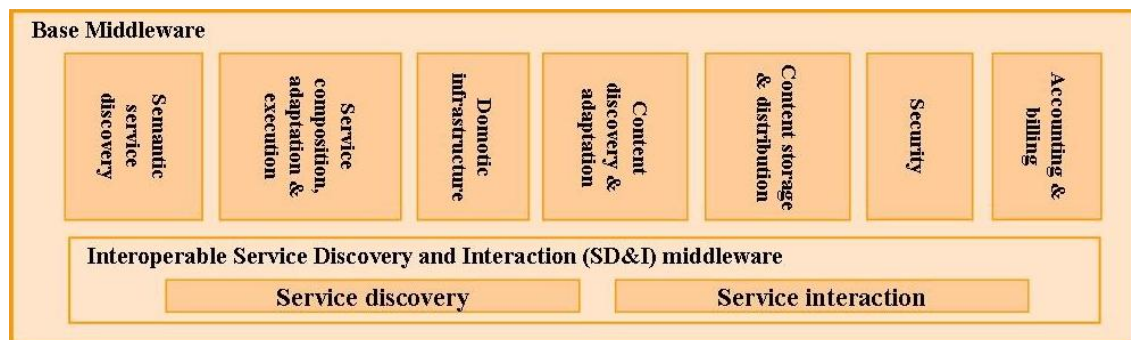 Base Middleware
Semantic
service
discovery
Service
composition,
adaptation &
execution
Domotic
infrastructure
Content
discovery &
adaptation
Content storage
& distribution
Security
Accounting &
billing
Interoperable Service Discovery and Interaction (SD&I) middleware
Service discovery
Service interaction